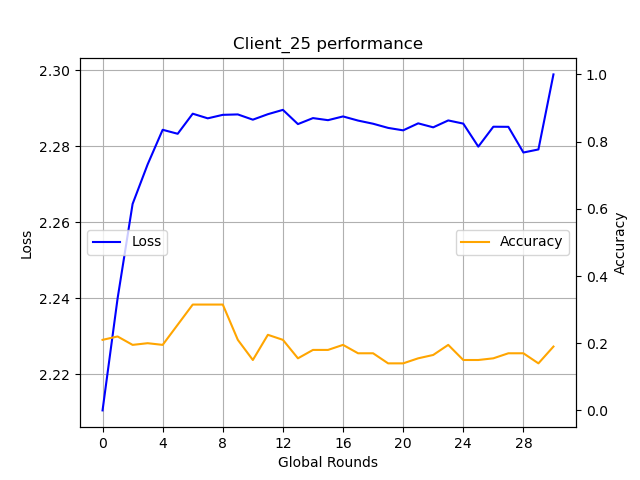 Client_25 performance
2.30
2.28
2.26
2.24
2.22
Loss
Loss
Accuracy
1.0
0.8
0.6
0.4
0.2
0.0
Accuracy
0 4 8 12 16 20 24 28
Global Rounds